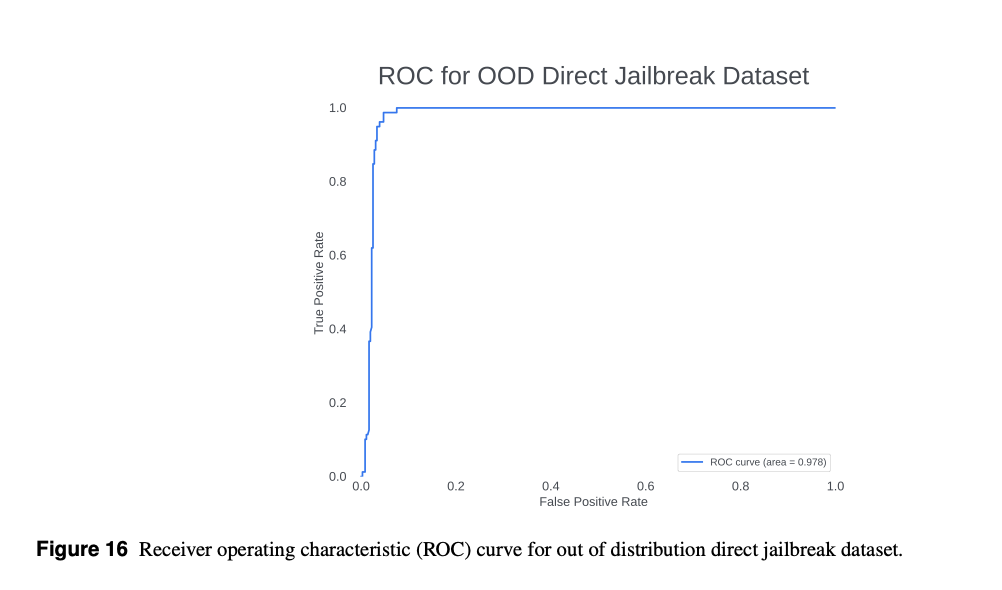 ROC for OOD Direct Jailbreak Dataset
1.0
0.8
0.6
0.4
0.2
0.0
True Positive Rate
ROC curve (area = 0.978)
0.0 0.2 0.4 0.6 0.8 1.0
False Positive Rate
Figure 16 Receiver operating characteristic (ROC) curve for out of distribution direct jailbreak dataset.